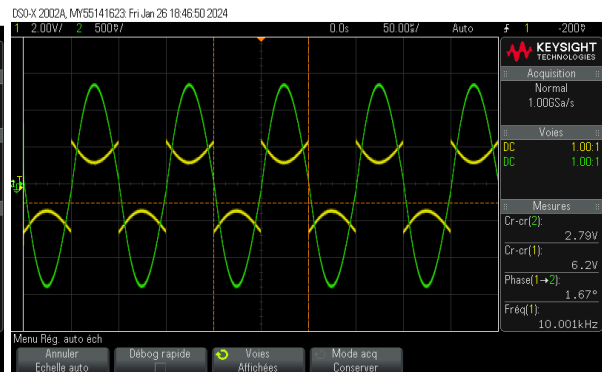 DSO-X 2002A, MY55141623: Fri Jan 26 18:46:50 2024
1 2.00V/ 2 500V/ 0.0s 50.00$/ Auto 1 -200V
KEYSIGHT
TECHNOLOGIES
Acquisition
Normal
1.00GSa/s
Voies
DC 1.00:1
DC 1.00:1
Mesures
Cr-cr(2):
2.79V
Cr-cr(1):
6.2V
Phase(1→2):
1.67°
Fréq(1):
10.001kHz
Menu Rég. auto éch
Annuler
Echelle auto
Débog rapide
Voies
Affichées
Mode acq
Conserver